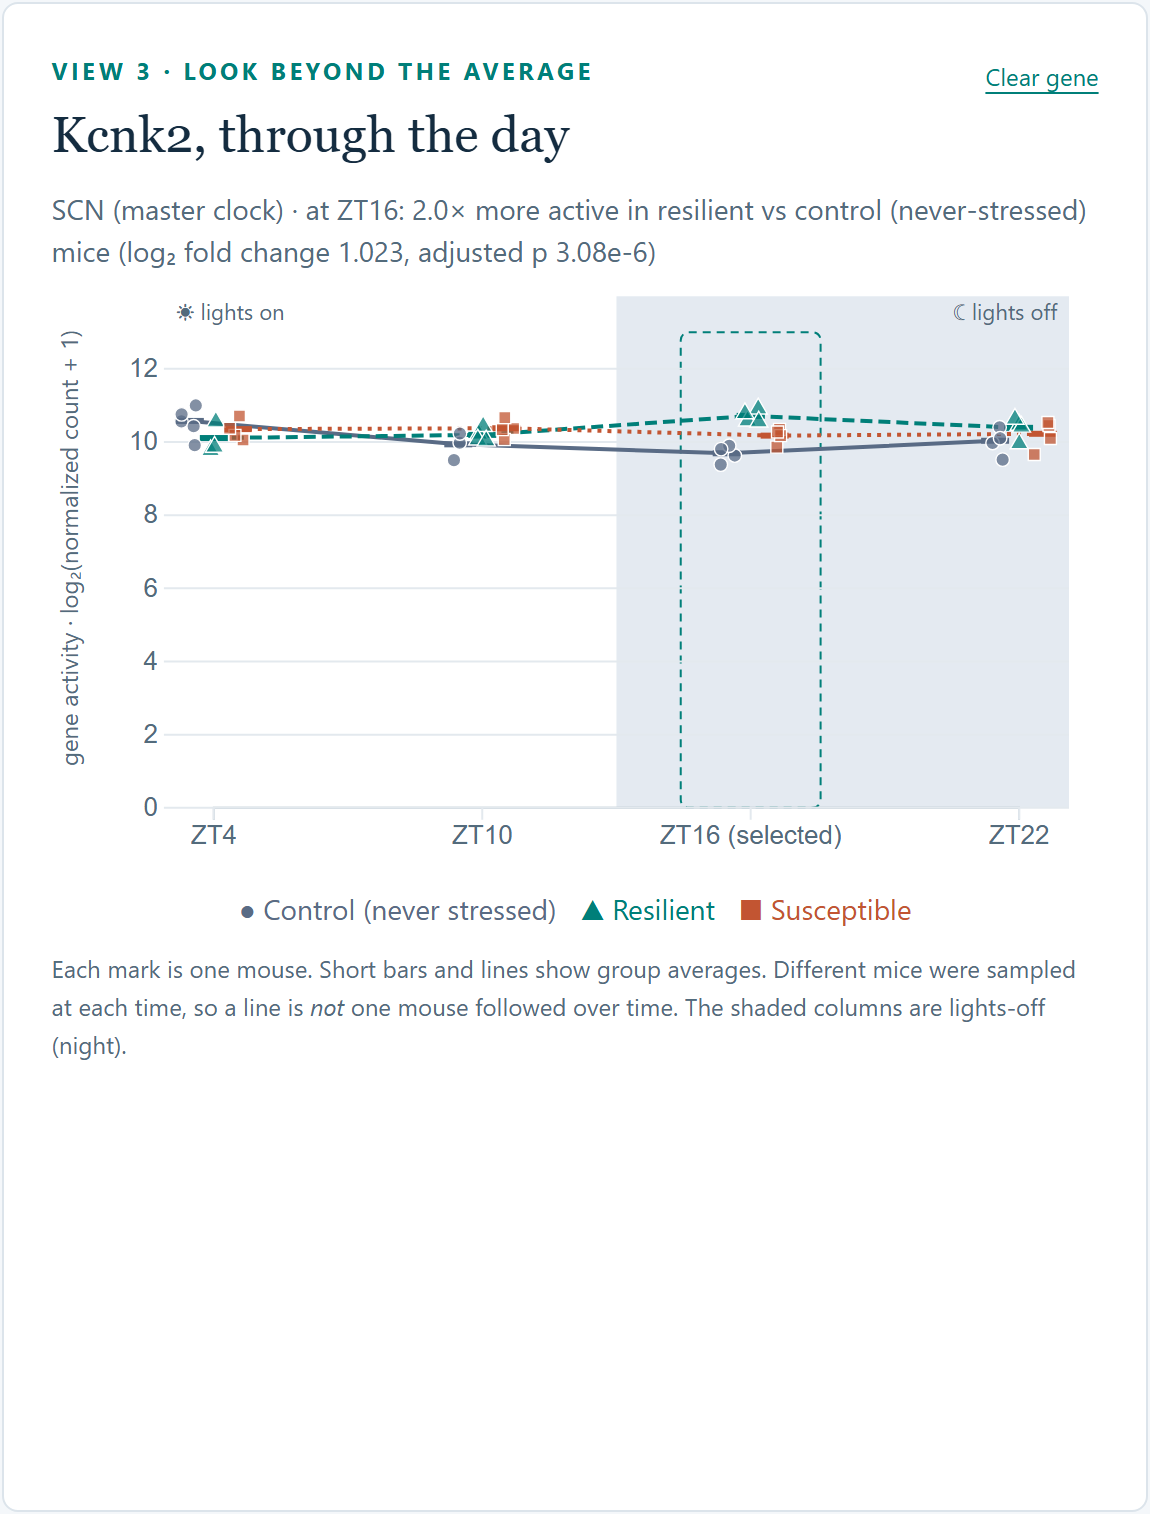 VIEW 3 · LOOK BEYOND THE AVERAGE
Clear gene
Kcnk2, through the day
SCN (master clock) · at ZT16: 2.0× more active in resilient vs control (never-stressed)
mice (log₂ fold change 1.023, adjusted p 3.08e-6)
☀ lights on
☾ lights off
gene activity · log₂(normalized count + 1)
12
10
8
6
4
2
0
ZT4
ZT10
ZT16 (selected)
ZT22
Control (never stressed)
Resilient
Susceptible
Each mark is one mouse. Short bars and lines show group averages. Different mice were sampled
at each time, so a line is not one mouse followed over time. The shaded columns are lights-off
(night).